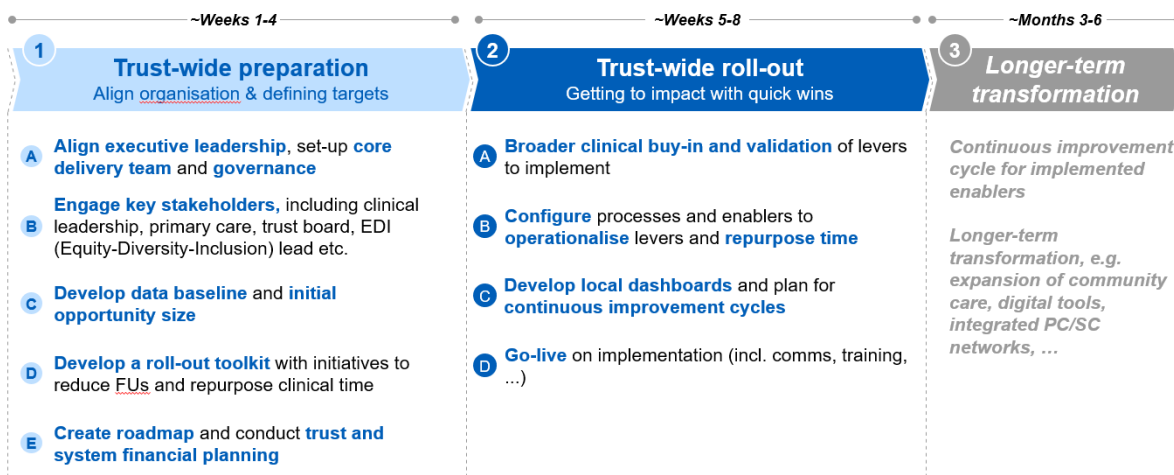 ~Weeks 1-4
~Weeks 5-8
~Months 3-6
1
Trust-wide preparation
Align organisation & defining targets
2
Trust-wide roll-out
Getting to impact with quick wins
3
Longer-term
transformation
A
Align executive leadership, set-up core
delivery team and governance
B
Engage key stakeholders, including clinical
leadership, primary care, trust board, EDI
(Equity-Diversity-Inclusion) lead etc.
C
Develop data baseline and initial
opportunity size
D
Develop a roll-out toolkit with initiatives to
reduce FUs and repurpose clinical time
E
Create roadmap and conduct trust and
system financial planning
A
Broader clinical buy-in and validation of levers
to implement
B
Configure processes and enablers to
operationalise levers and repurpose time
C
Develop local dashboards and plan for
continuous improvement cycles
D
Go-live on implementation (incl. comms, training,
...)
Continuous improvement
cycle for implemented
enablers
Longer-term
transformation, e.g.
expansion of community
care, digital tools,
integrated PC/SC
networks, …